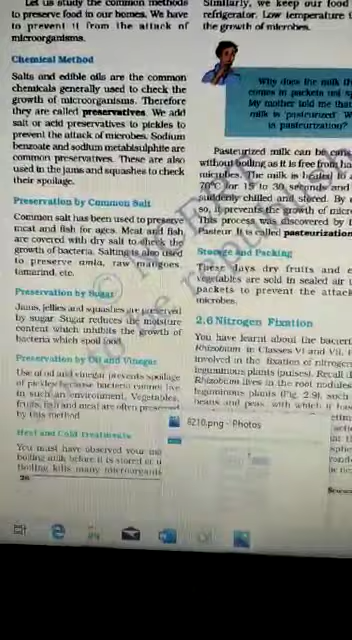 Let us study the common methods
to preserve food in our homes. We have
to prevent it from the attack of
microorganisms.
Chemical Method
Salts and edible oils are the common
chemicals generally used to check the
growth of microorganisms. Therefore
they are called preservatives. We add
salt or acid preservatives to pickles to
prevent the attack of microbes. Sodium
benzoate and sodium metabisulphite are
common preservatives. These are also
used in the jams and squashes to check
their spoilage.
Preservation by Common Salt
Common salt has been used to preserve
meat and fish for ages. Meat and fish
are covered with dry salt to check the
growth of bacteria. Salting is also used
to preserve amla, raw mangoes,
tamarind, etc.
Preservation by Sugar
Jams, jellies and squashes are preserved
by sugar. Sugar reduces the moisture
content which inhibits the growth of
bacteria which spoil food.
Preservation by Oil and Vinegar
Use of oil and vinegar prevents spoilage
of pickles because bacteria cannot live
in such an environment. Vegetables,
fruits, fish and meat are often preserved
by this method.
Heat and Cold Treatments
You must have observed your
boiling milk before it is stored or u
Boiling kills many microorganis
26
Similarly, we keep our food
refrigerator. Low temperature
the growth of microbes.
Why does the milk th
comes in packets not sp
My mother told me that
milk is 'pasteurized'. W
is pasteurization?
Pasteurized milk can be
without boiling as it is free from ha
microbes. The milk is heated to a
70°C for 15 to 30 seconds and
suddenly chilled and stored. By
so, it prevents the growth of micr
This process was discovered by
Pasteur. It is called pasteurization
Storage and Packing
These days dry fruits and e
vegetables are sold in sealed air
packets to prevent the attac
microbes.
2.6 Nitrogen Fixation
You have learnt about the bacter
Rhizobium in Classes VI and VII.
involved in the fixation of nitrogen
leguminous plants (pulses). Recall
Rhizobium lives in the root nodules
leguminous plants (Fig. 2.9), such
beans and peas, with which it has
8210.png - Photos